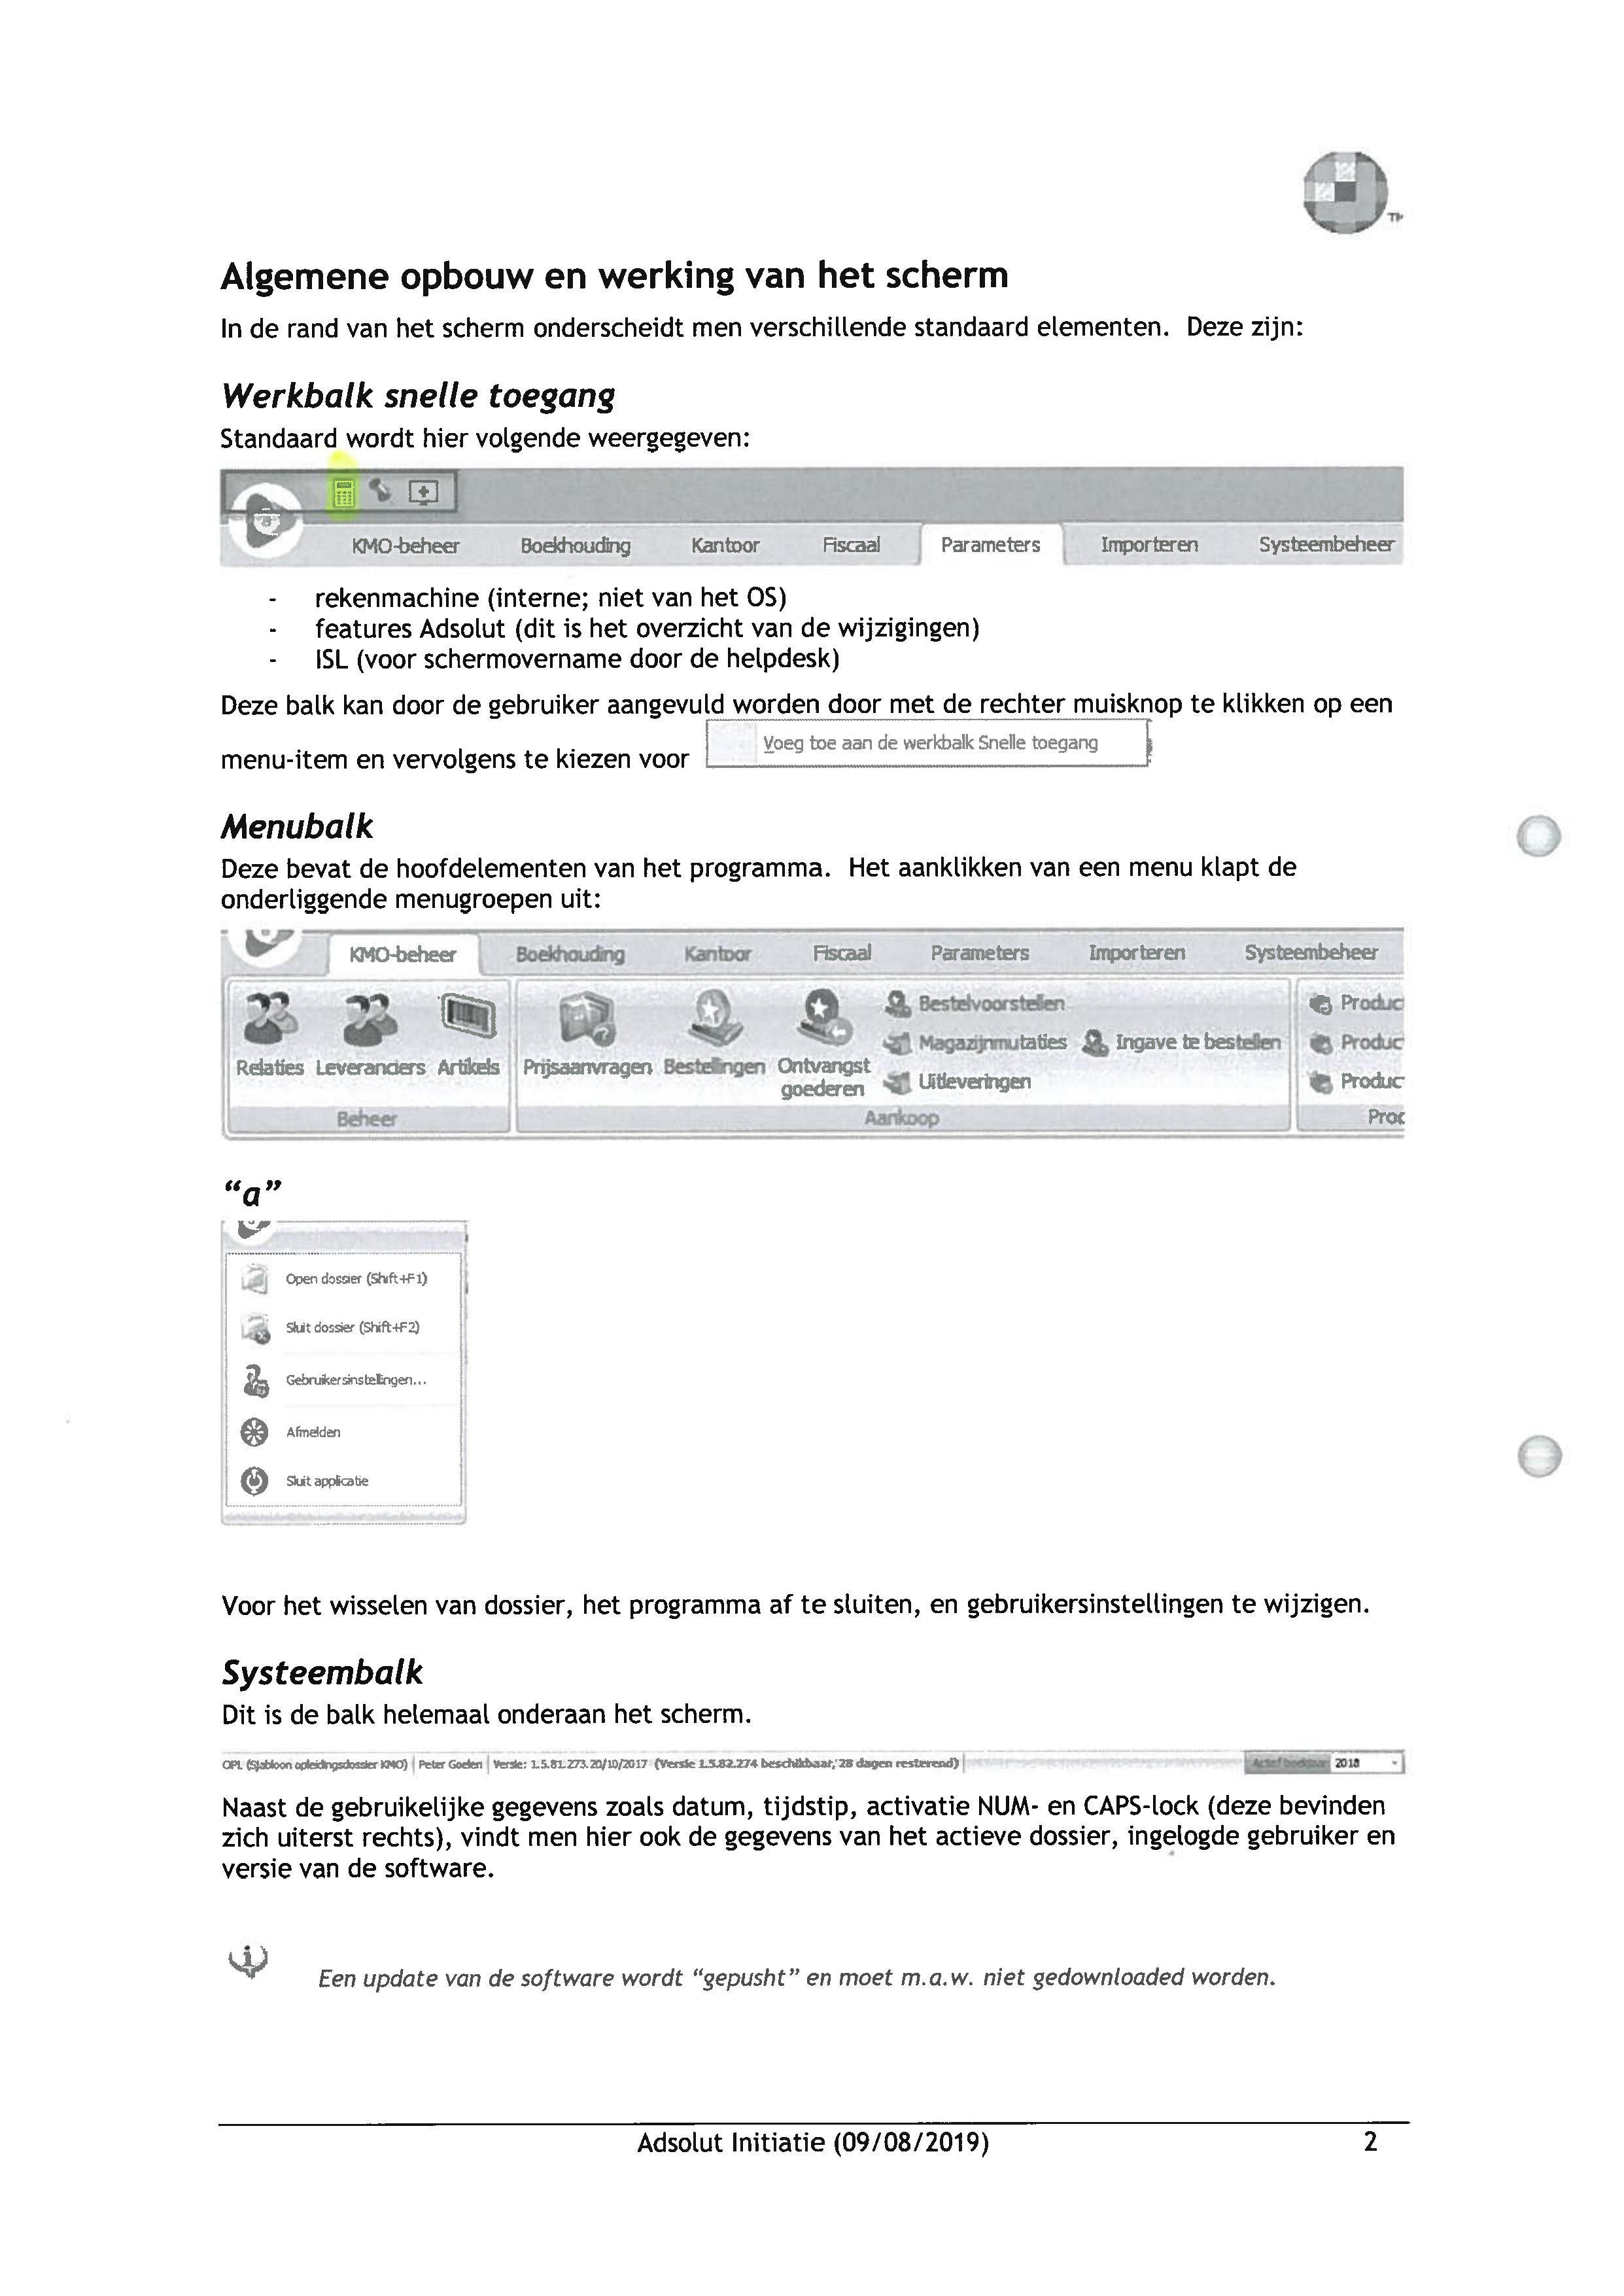 TM
Algemene opbouw en werking van het scherm
In de rand van het scherm onderscheidt men verschillende standaard elementen. Deze zijn:
Werkbalk snelle toegang
Standaard wordt hier volgende weergegeven:
KMO-beheer Boekhouding Kantoor Fiscaal Parameters Importeren Systeembeheer
- rekenmachine (interne; niet van het OS)
- features Adsolut (dit is het overzicht van de wijzigingen)
- ISL (voor schermovername door de helpdesk)
Deze balk kan door de gebruiker aangevuld worden door met de rechter muisknop te klikken op een
menu-item en vervolgens te kiezen voor Voeg toe aan de werkbalk Snelle toegang
Menubalk
Deze bevat de hoofdelementen van het programma. Het aanklikken van een menu klapt de
onderliggende menugroepen uit:
KMO-beheer Boekhouding Kantoor Fiscaal Parameters Importeren Systeembeheer
Bestelvoorstellen Produc
Magazijnmutaties Ingave te bestellen Produc
Relaties Leveranciers Artikels Prijsaanvragen Bestellingen Ontvangst
goederen Uitleveringen Produc
Beheer Aankoop Proc
“a”
Open dossier (Shift+F1)
Sluit dossier (Shift+F2)
Gebruikersinstellingen...
Afmelden
Sluit applicatie
Voor het wisselen van dossier, het programma af te sluiten, en gebruikersinstellingen te wijzigen.
Systeembalk
Dit is de balk helemaal onderaan het scherm.
OPL (Sjabloon opleidingsdossier KMO) Peter Goelen Versie: 1.5.81.273.20/10/2017 (Versie 1.5.82.274 beschikbaar, 28 dagen resterend) Actief boekjaar 2018
Naast de gebruikelijke gegevens zoals datum, tijdstip, activatie NUM- en CAPS-lock (deze bevinden
zich uiterst rechts), vindt men hier ook de gegevens van het actieve dossier, ingelogde gebruiker en
versie van de software.
Een update van de software wordt “gepusht” en moet m.a.w. niet gedownloaded worden.
Adsolut Initiatie (09/08/2019) 2